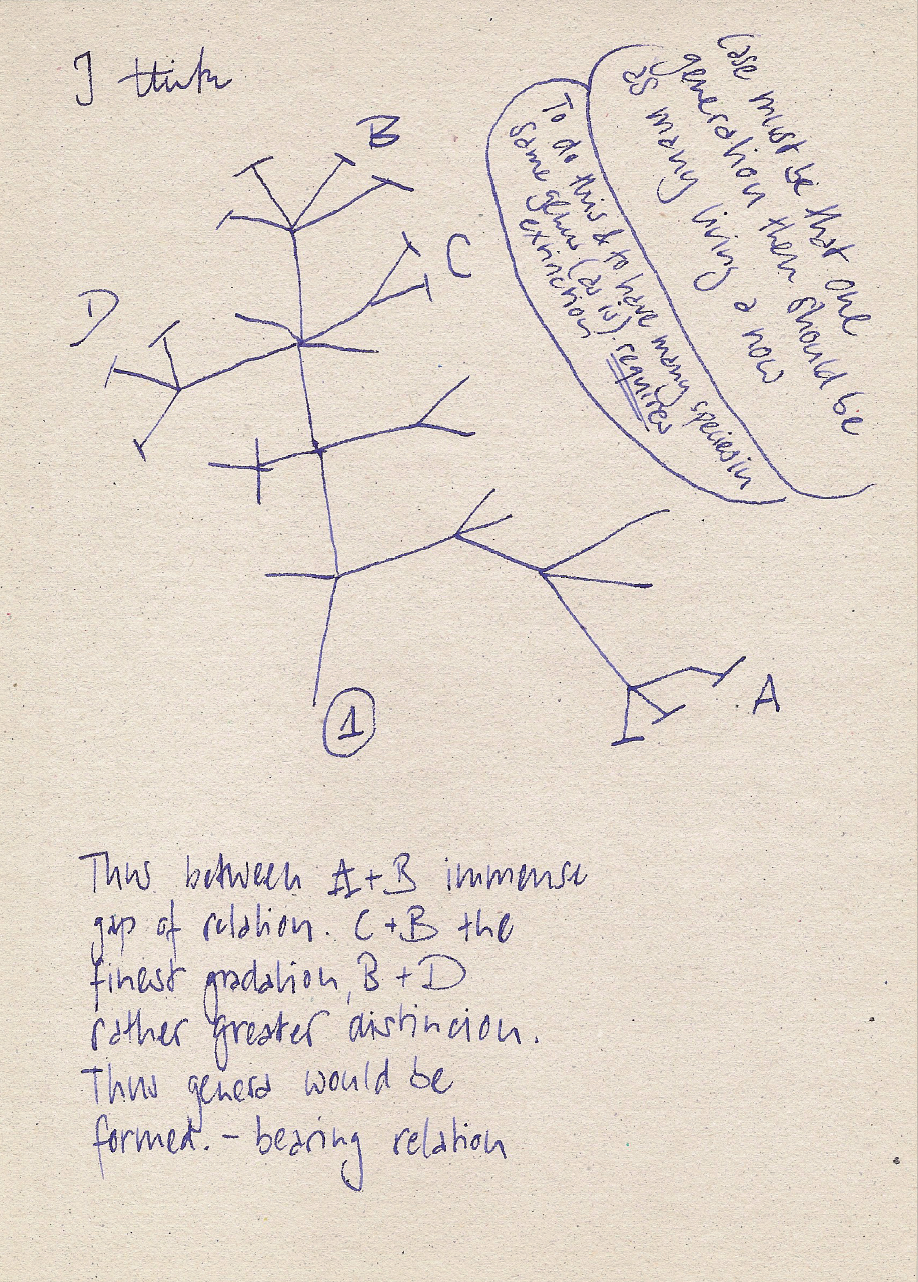 I think
case must be that one
generation then should be
as many living a now
To do this & to have many species in
same genus (as is). requires
extinction
B
C
D
A
1
Thus between A + B immense
gap of relation. C + B the
finest gradation, B + D
rather greater distincion.
Thus genera would be
formed. – bearing relation